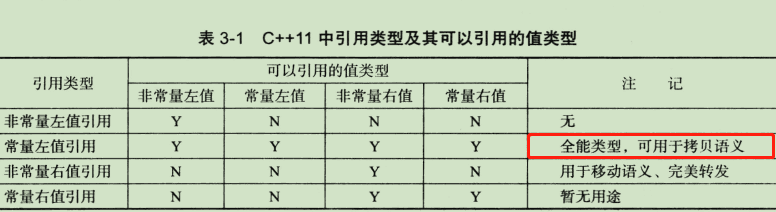 表 3-1 C++11 中引用类型及其可以引用的值类型
引用类型 可以引用的值类型 注 记
非常量左值 常量左值 非常量右值 常量右值
非常量左值引用 Y N N N 无
常量左值引用 Y Y Y Y 全能类型,可用于拷贝语义
非常量右值引用 N N Y N 用于移动语义、完美转发
常量右值引用 N N Y Y 暂无用途